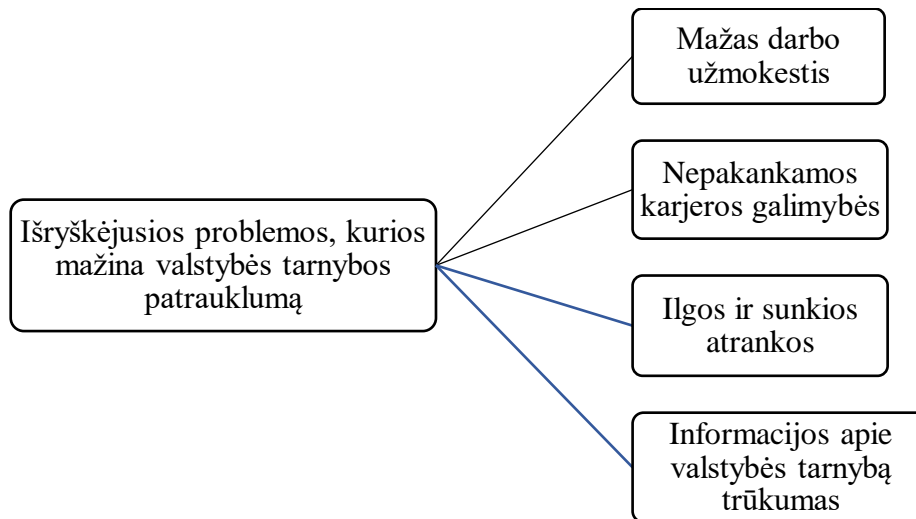 Išryškėjusios problemos, kurios
mažina valstybės tarnybos
patrauklumą
Mažas darbo
užmokestis
Nepakankamos
karjeros galimybės
Ilgos ir sunkios
atrankos
Informacijos apie
valstybės tarnybą
trūkumas